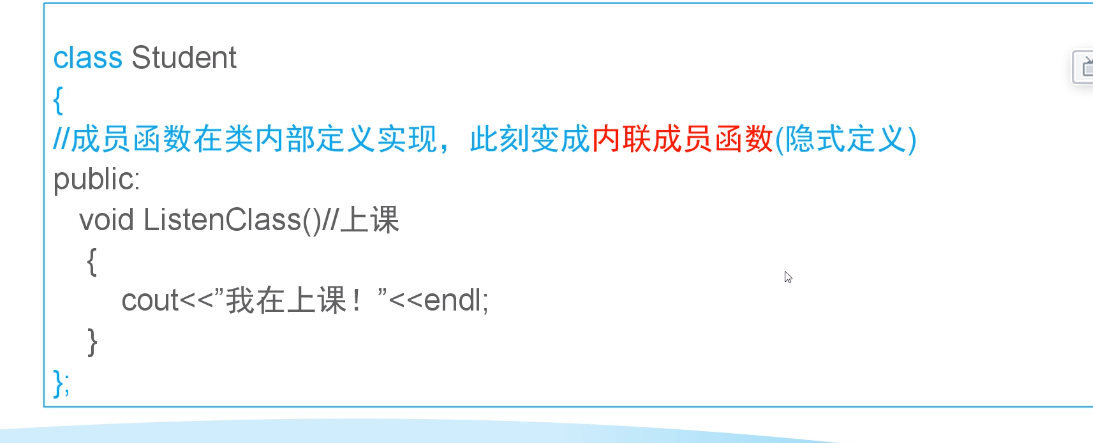 class Student
{
//成员函数在类内部定义实现，此刻变成内联成员函数(隐式定义)
public:
void ListenClass()//上课
{
cout<<”我在上课！”<<endl;
}
};